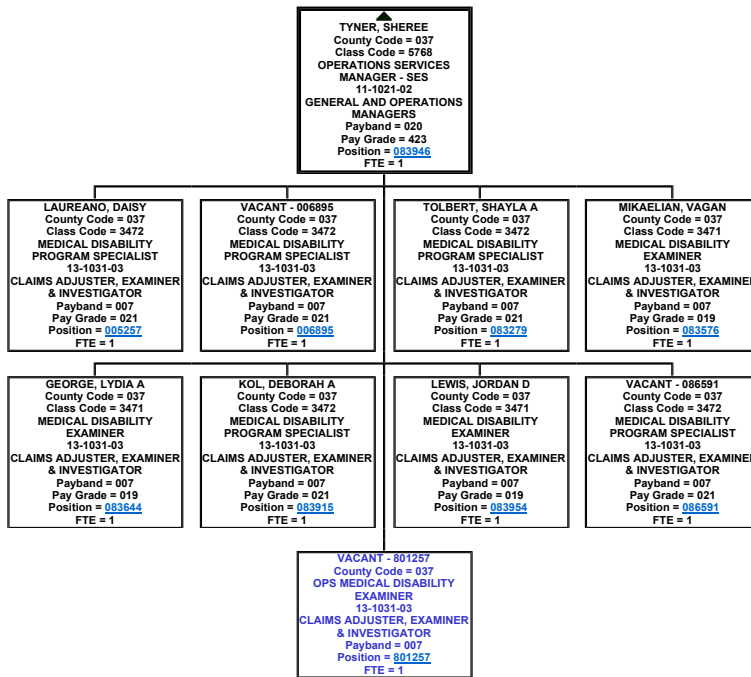 TYNER, SHEREE
County Code = 037
Class Code = 5768
OPERATIONS SERVICES
MANAGER - SES
11-1021-02
GENERAL AND OPERATIONS
MANAGERS
Payband = 020
Pay Grade = 423
Position = 083946
FTE = 1
LAUREANO, DAISY
County Code = 037
Class Code = 3472
MEDICAL DISABILITY
PROGRAM SPECIALIST
13-1031-03
CLAIMS ADJUSTER, EXAMINER
& INVESTIGATOR
Payband = 007
Pay Grade = 021
Position = 005257
FTE = 1
VACANT - 006895
County Code = 037
Class Code = 3472
MEDICAL DISABILITY
PROGRAM SPECIALIST
13-1031-03
CLAIMS ADJUSTER, EXAMINER
& INVESTIGATOR
Payband = 007
Pay Grade = 021
Position = 006895
FTE = 1
TOLBERT, SHAYLA A
County Code = 037
Class Code = 3472
MEDICAL DISABILITY
PROGRAM SPECIALIST
13-1031-03
CLAIMS ADJUSTER, EXAMINER
& INVESTIGATOR
Payband = 007
Pay Grade = 021
Position = 083279
FTE = 1
MIKAELIAN, VAGAN
County Code = 037
Class Code = 3471
MEDICAL DISABILITY
EXAMINER
13-1031-03
CLAIMS ADJUSTER, EXAMINER
& INVESTIGATOR
Payband = 007
Pay Grade = 019
Position = 083576
FTE = 1
GEORGE, LYDIA A
County Code = 037
Class Code = 3471
MEDICAL DISABILITY
EXAMINER
13-1031-03
CLAIMS ADJUSTER, EXAMINER
& INVESTIGATOR
Payband = 007
Pay Grade = 019
Position = 083644
FTE = 1
KOL, DEBORAH A
County Code = 037
Class Code = 3472
MEDICAL DISABILITY
PROGRAM SPECIALIST
13-1031-03
CLAIMS ADJUSTER, EXAMINER
& INVESTIGATOR
Payband = 007
Pay Grade = 021
Position = 083915
FTE = 1
LEWIS, JORDAN D
County Code = 037
Class Code = 3471
MEDICAL DISABILITY
EXAMINER
13-1031-03
CLAIMS ADJUSTER, EXAMINER
& INVESTIGATOR
Payband = 007
Pay Grade = 019
Position = 083954
FTE = 1
VACANT - 086591
County Code = 037
Class Code = 3472
MEDICAL DISABILITY
PROGRAM SPECIALIST
13-1031-03
CLAIMS ADJUSTER, EXAMINER
& INVESTIGATOR
Payband = 007
Pay Grade = 021
Position = 086591
FTE = 1
VACANT - 801257
County Code = 037
OPS MEDICAL DISABILITY
EXAMINER
13-1031-03
CLAIMS ADJUSTER, EXAMINER
& INVESTIGATOR
Payband = 007
Position = 801257
FTE = 1